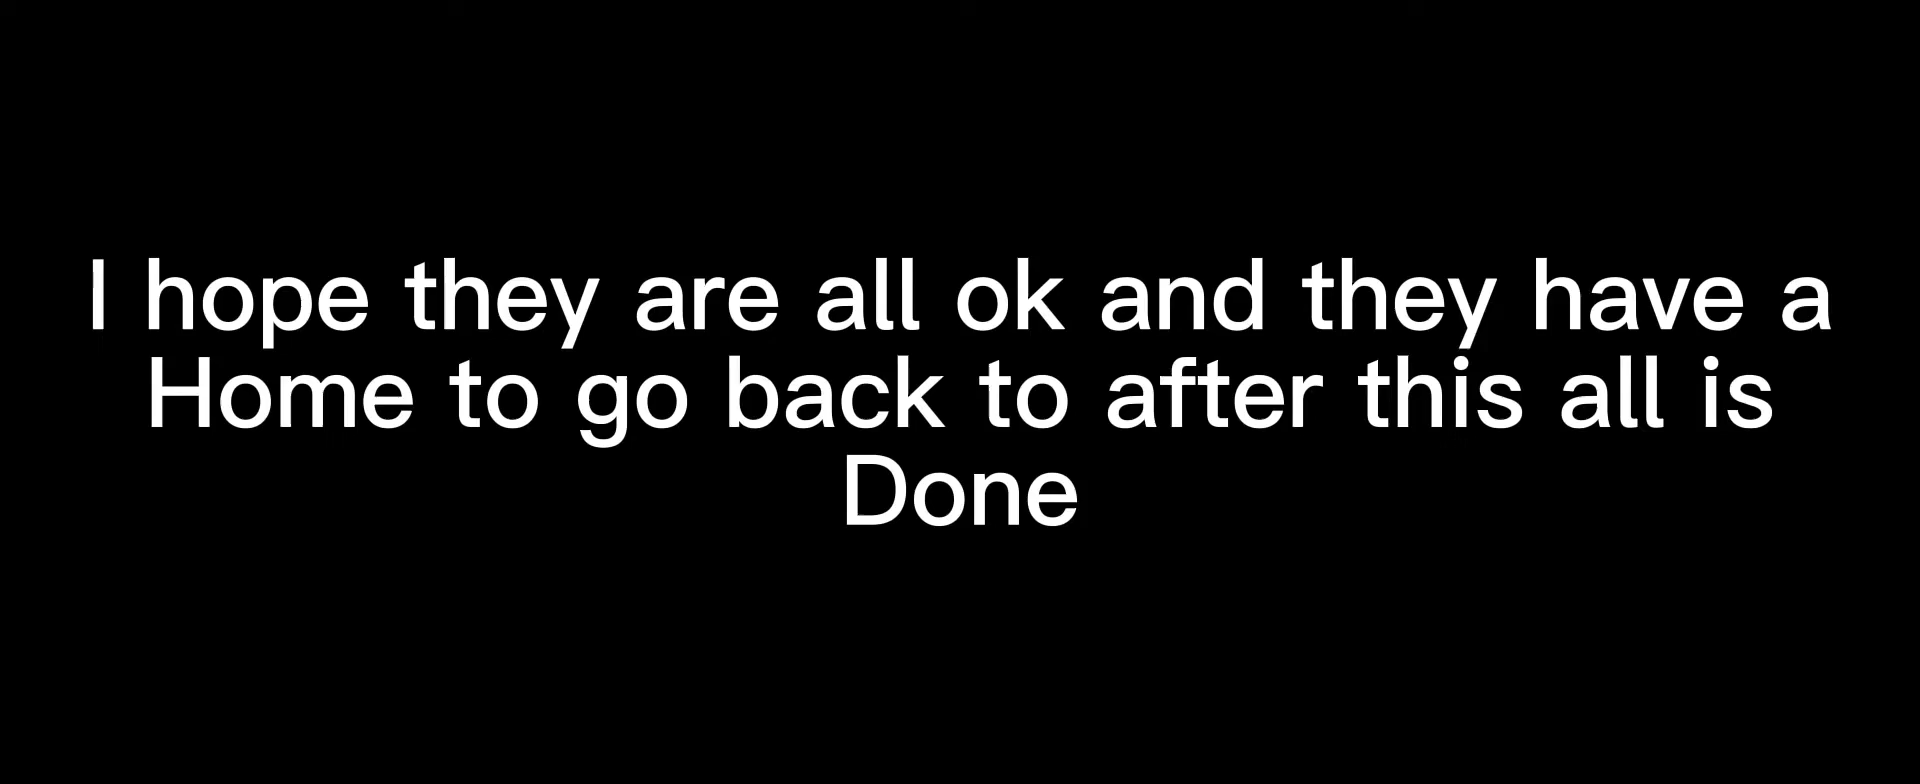 I hope they are all ok and they have a
Home to go back to after this all is
Done